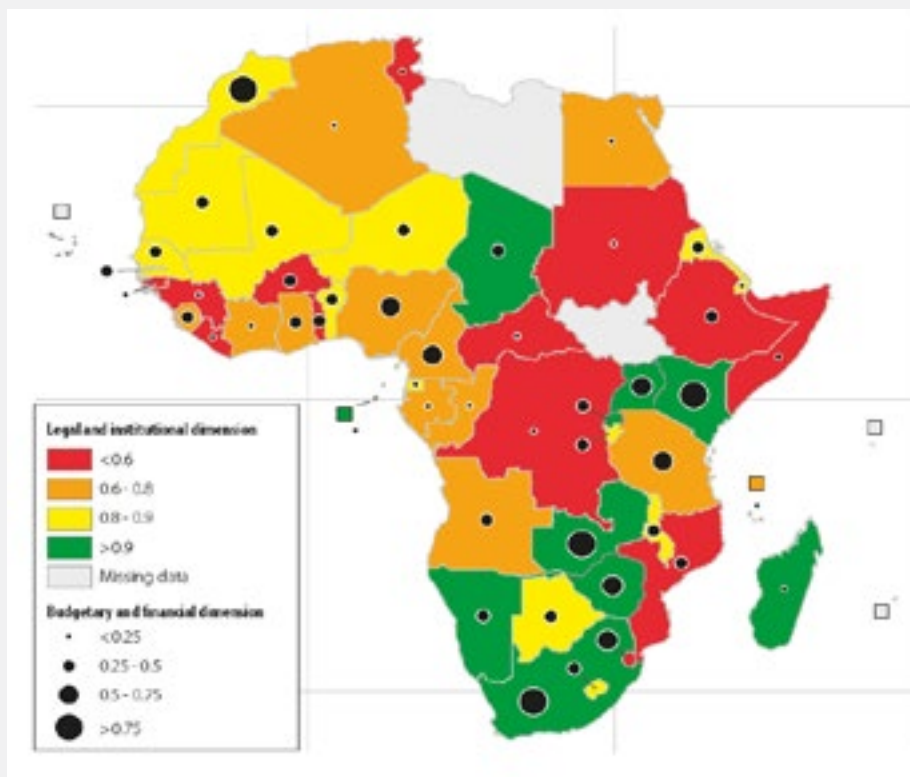 Legal and institutional dimension
<0.6
0.6 - 0.8
0.8 - 0.9
>0.9
Missing data
Budgetary and financial dimension
<0.25
0.25 - 0.5
0.5 - 0.75
>0.75